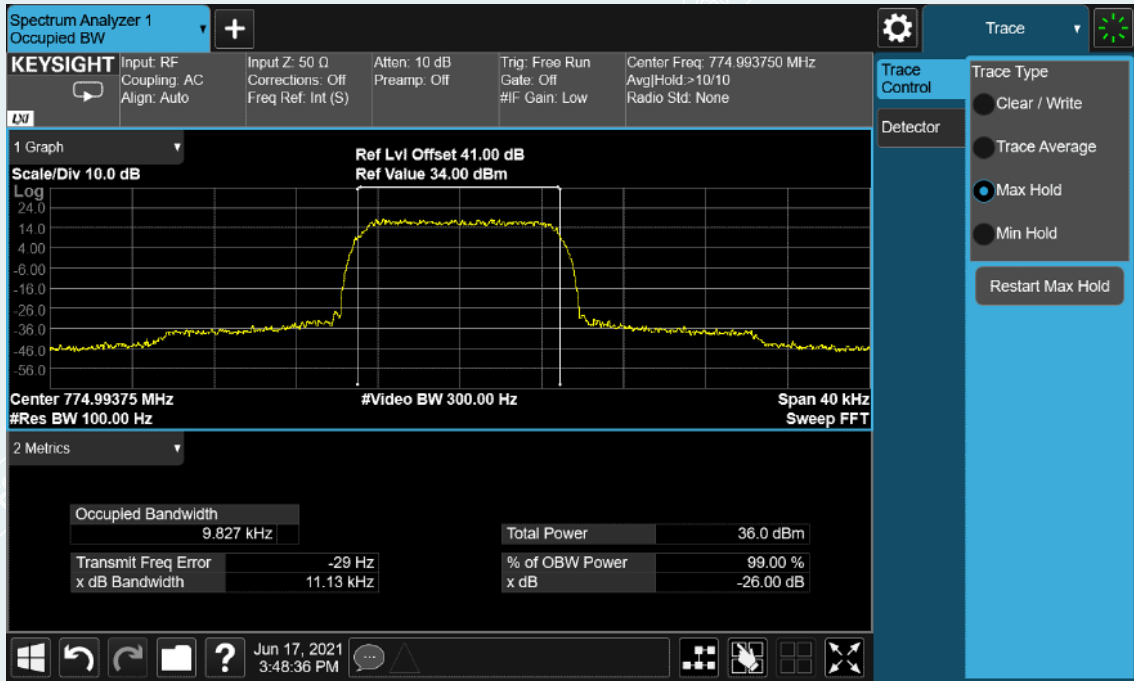 Spectrum Analyzer 1
Occupied BW
+
Trace
KEYSIGHT
LXI
Input: RF
Coupling: AC
Align: Auto
Input Z: 50 Ω
Corrections: Off
Freq Ref: Int (S)
Atten: 10 dB
Preamp: Off
Trig: Free Run
Gate: Off
#IF Gain: Low
Center Freq: 774.993750 MHz
Avg|Hold:>10/10
Radio Std: None
Trace
Control
Detector
Trace Type
Clear / Write
Trace Average
Max Hold
Min Hold
Restart Max Hold
1 Graph
Scale/Div 10.0 dB
Ref Lvl Offset 41.00 dB
Ref Value 34.00 dBm
Log
24.0
14.0
4.00
-6.00
-16.0
-26.0
-36.0
-46.0
-56.0
Center 774.99375 MHz
#Video BW 300.00 Hz
Span 40 kHz
#Res BW 100.00 Hz
Sweep FFT
2 Metrics
Occupied Bandwidth
9.827 kHz
Total Power 36.0 dBm
Transmit Freq Error -29 Hz
% of OBW Power 99.00 %
x dB Bandwidth 11.13 kHz
x dB -26.00 dB
?
Jun 17, 2021
3:48:36 PM